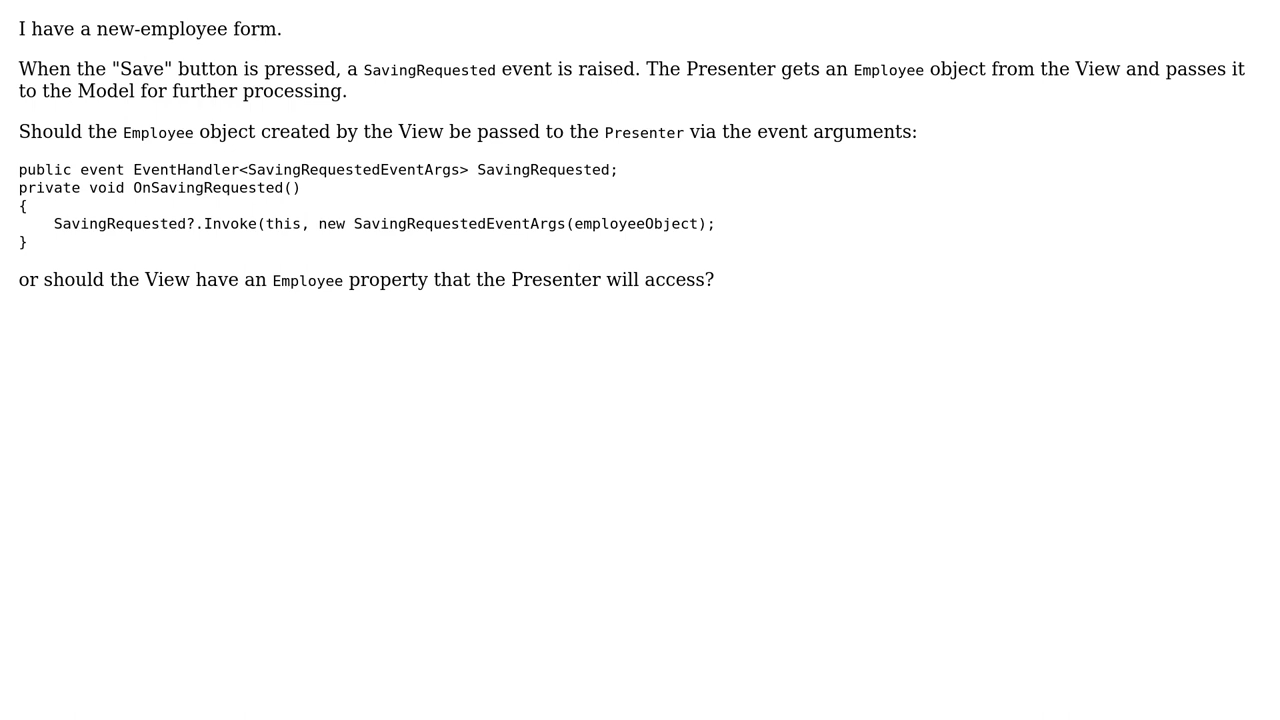 I have a new-employee form.
When the "Save" button is pressed, a SavingRequested event is raised. The Presenter gets an Employee object from the View and passes it
to the Model for further processing.
Should the Employee object created by the View be passed to the Presenter via the event arguments:
public event EventHandler<SavingRequestedEventArgs> SavingRequested;
private void OnSavingRequested()
{
    SavingRequested?.Invoke(this, new SavingRequestedEventArgs(employeeObject);
}
or should the View have an Employee property that the Presenter will access?